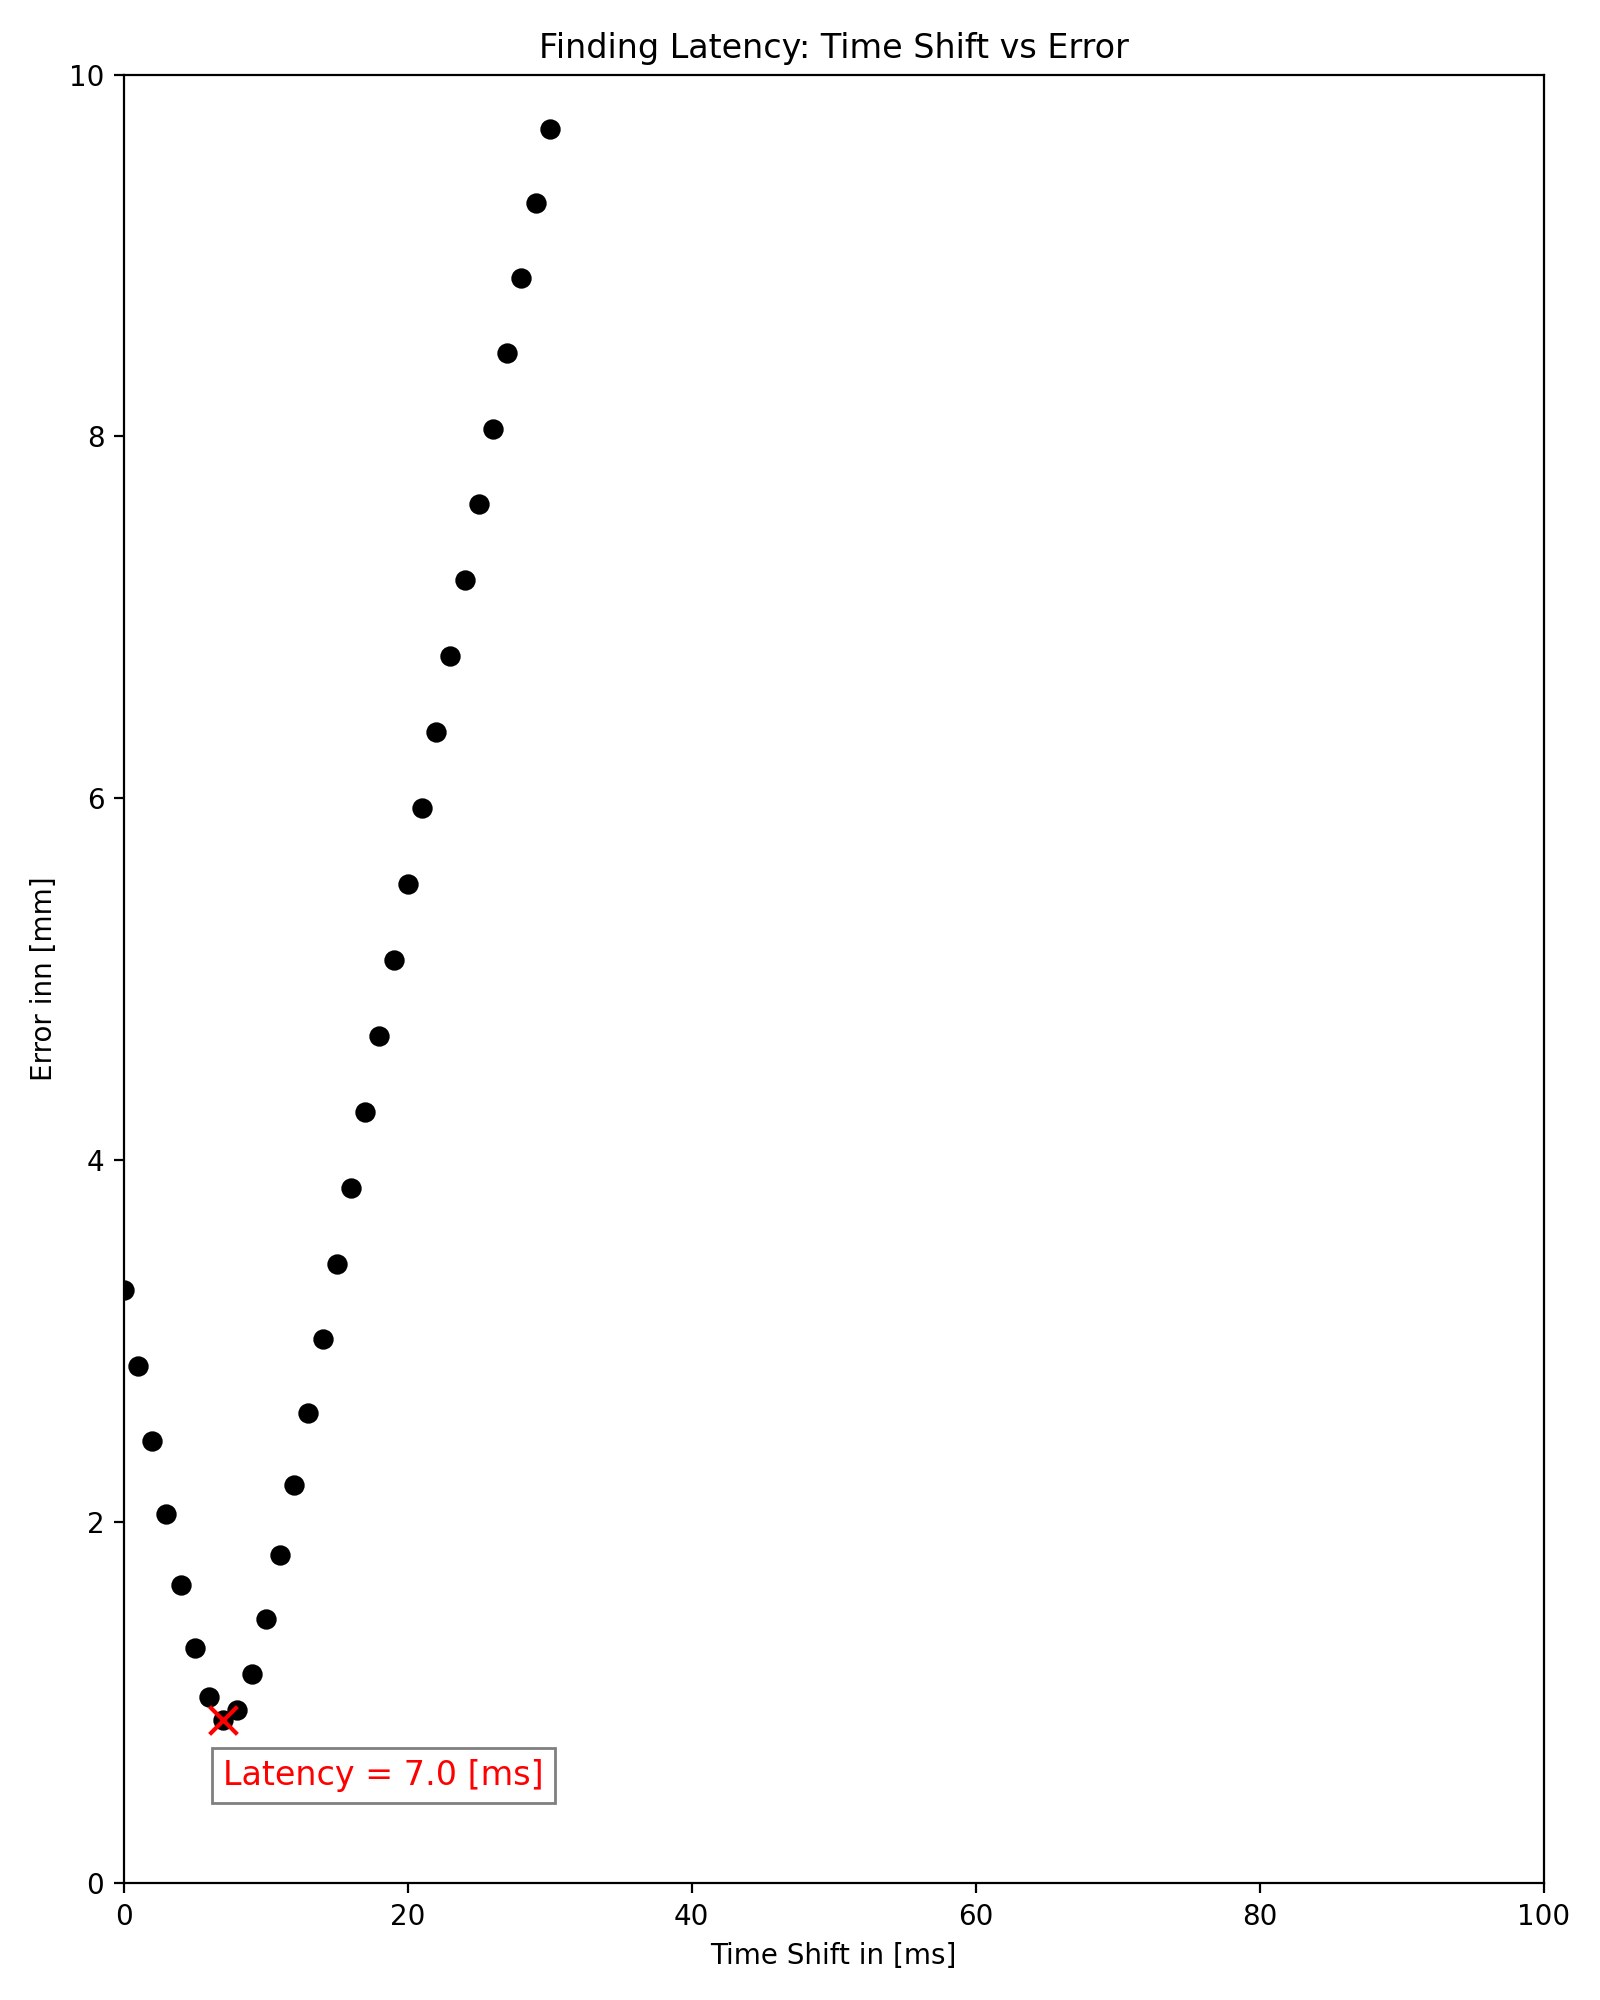 Finding Latency: Time Shift vs Error
10
8
6
4
2
0
Error inn [mm]
Latency = 7.0 [ms]
0 20 40 60 80 100
Time Shift in [ms]